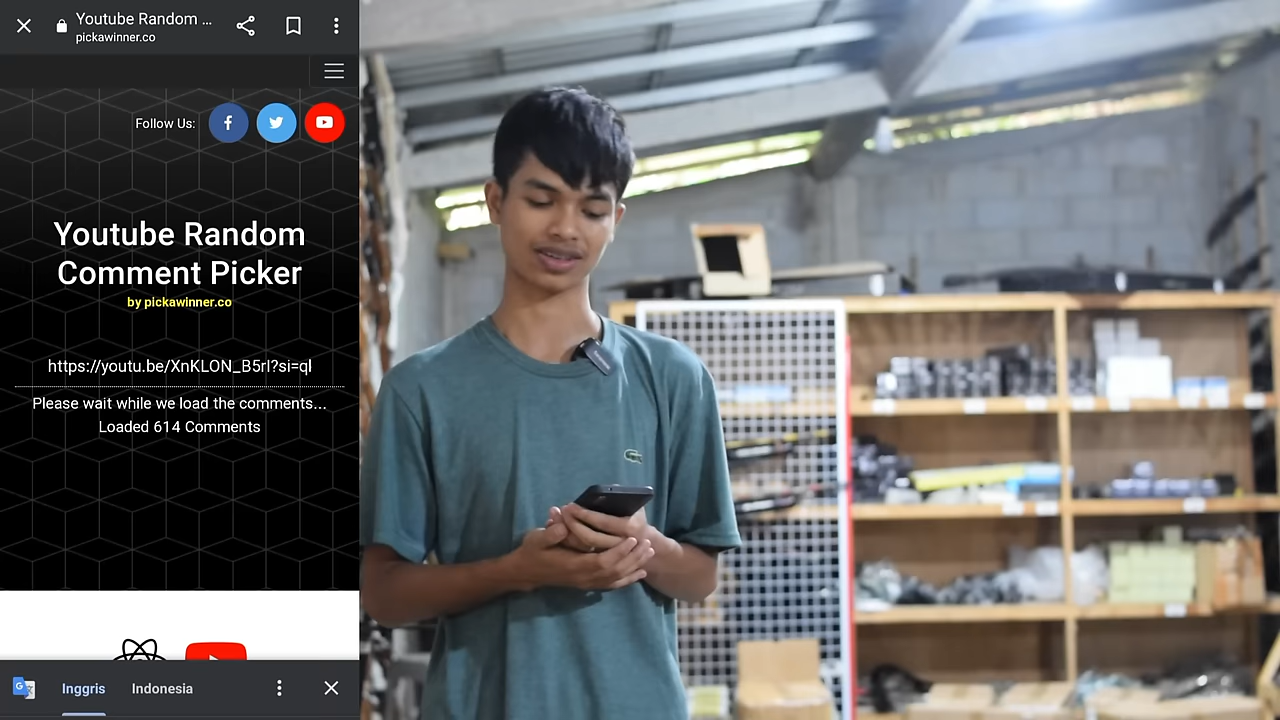 Youtube Random ...
pickawinner.co
Follow Us:
Youtube Random
Comment Picker
by pickawinner.co
https://youtu.be/XnKLON_B5rI?si=ql
Please wait while we load the comments...
Loaded 614 Comments
Inggris
Indonesia